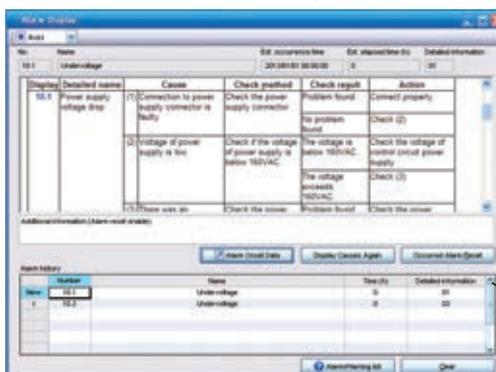 Alarm Display
Axis1
No. Name Est. occurrence time Est. elapsed time (h) Detailed information
10.1 Undervoltage 0 01
Display Detailed name Cause Check method Check result Action
10.1 Power supply voltage drop (1) Connection to power supply connector is faulty Check the power supply connector Problem found Connect properly.
No problem found Check (2)
(2) Voltage of power supply is too Check if the voltage of power supply is below 160VAC. The voltage is below 160VAC. Check the voltage of control circuit power supply
The voltage exceeds 160VAC. Check (3)
(3) There was an Check the power Problem found Check the power
Additional information (Alarm reset enable)
Alarm Onset Data Display Causes Again Occurred Alarm Reset
Alarm history
Number Name Time (h) Detailed information
New 10.1 Undervoltage 0 01
1 10.2 Undervoltage 0 02
Alarm/Warning list Clear